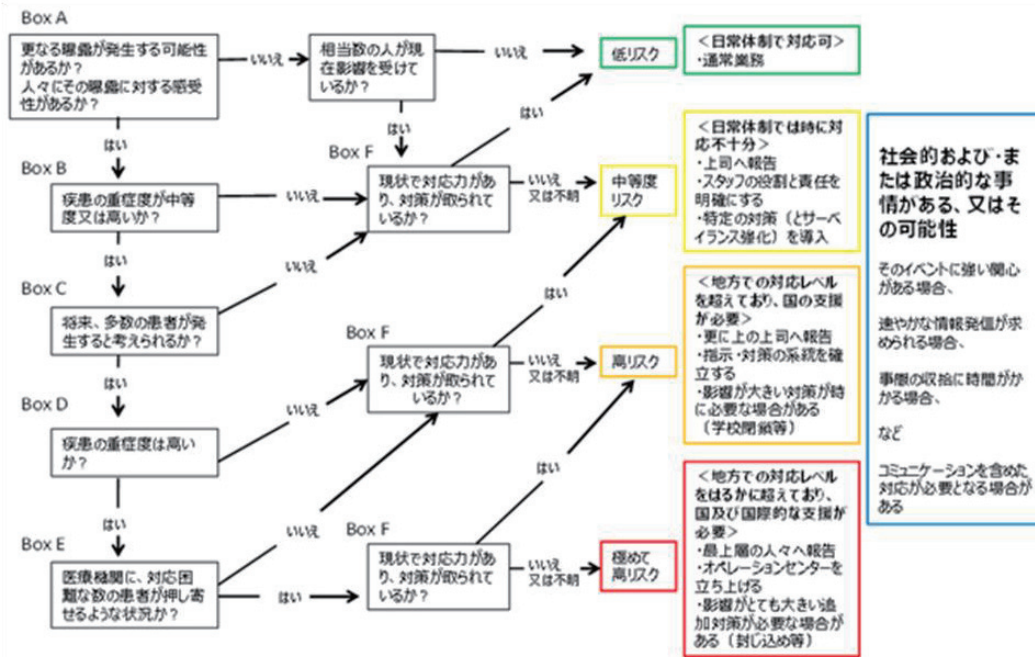 Box A
更なる曝露が発生する可能性
があるか？
人々にその曝露に対する感受
性があるか？
いいえ
相当数の人が現
在影響を受けて
いるか？
いいえ
低リスク
＜日常体制で対応可＞
・通常業務
はい
はい
はい
Box B
疾患の重症度が中等
度又は高いか？
いいえ
Box F
現状で対応力があ
り、対策が取られて
いるか？
いいえ
又は不明
中等度
リスク
＜日常体制では時に対
応不十分＞
・上司へ報告
・スタッフの役割と責任を
明確にする
・特定の対策（とサーベ
イランス強化）を導入
はい
いいえ
はい
Box C
将来、多数の患者が発
生すると考えられるか？
はい
Box F
現状で対応力があ
り、対策が取られて
いるか？
いいえ
又は不明
高リスク
＜地方での対応レベル
を超えており、国の支援
が必要＞
・更に上の上司へ報告
・指示・対策の系統を確
立する
・影響が大きい対策が時
に必要な場合がある
（学校閉鎖等）
Box D
疾患の重症度は高い
か？
いいえ
はい
はい
Box E
医療機関に、対応困
難な数の患者が押し寄
せるような状況か？
いいえ
はい
Box F
現状で対応力があ
り、対策が取られて
いるか？
いいえ
又は不明
極めて
高リスク
＜地方での対応レベル
をはるかに超えており、
国及び国際的な支援が
必要＞
・最上層の人々へ報告
・オペレーションセンターを
立ち上げる
・影響がとても大きい追
加対策が必要な場合が
ある（封じ込め等）
社会的および・ま
たは政治的な事
情がある、又はそ
の可能性
そのイベントに強い関心
がある場合、
速やかな情報発信が求
められる場合、
事態の収拾に時間がか
かる場合、
など
コミュニケーションを含めた
対応が必要となる場合が
ある